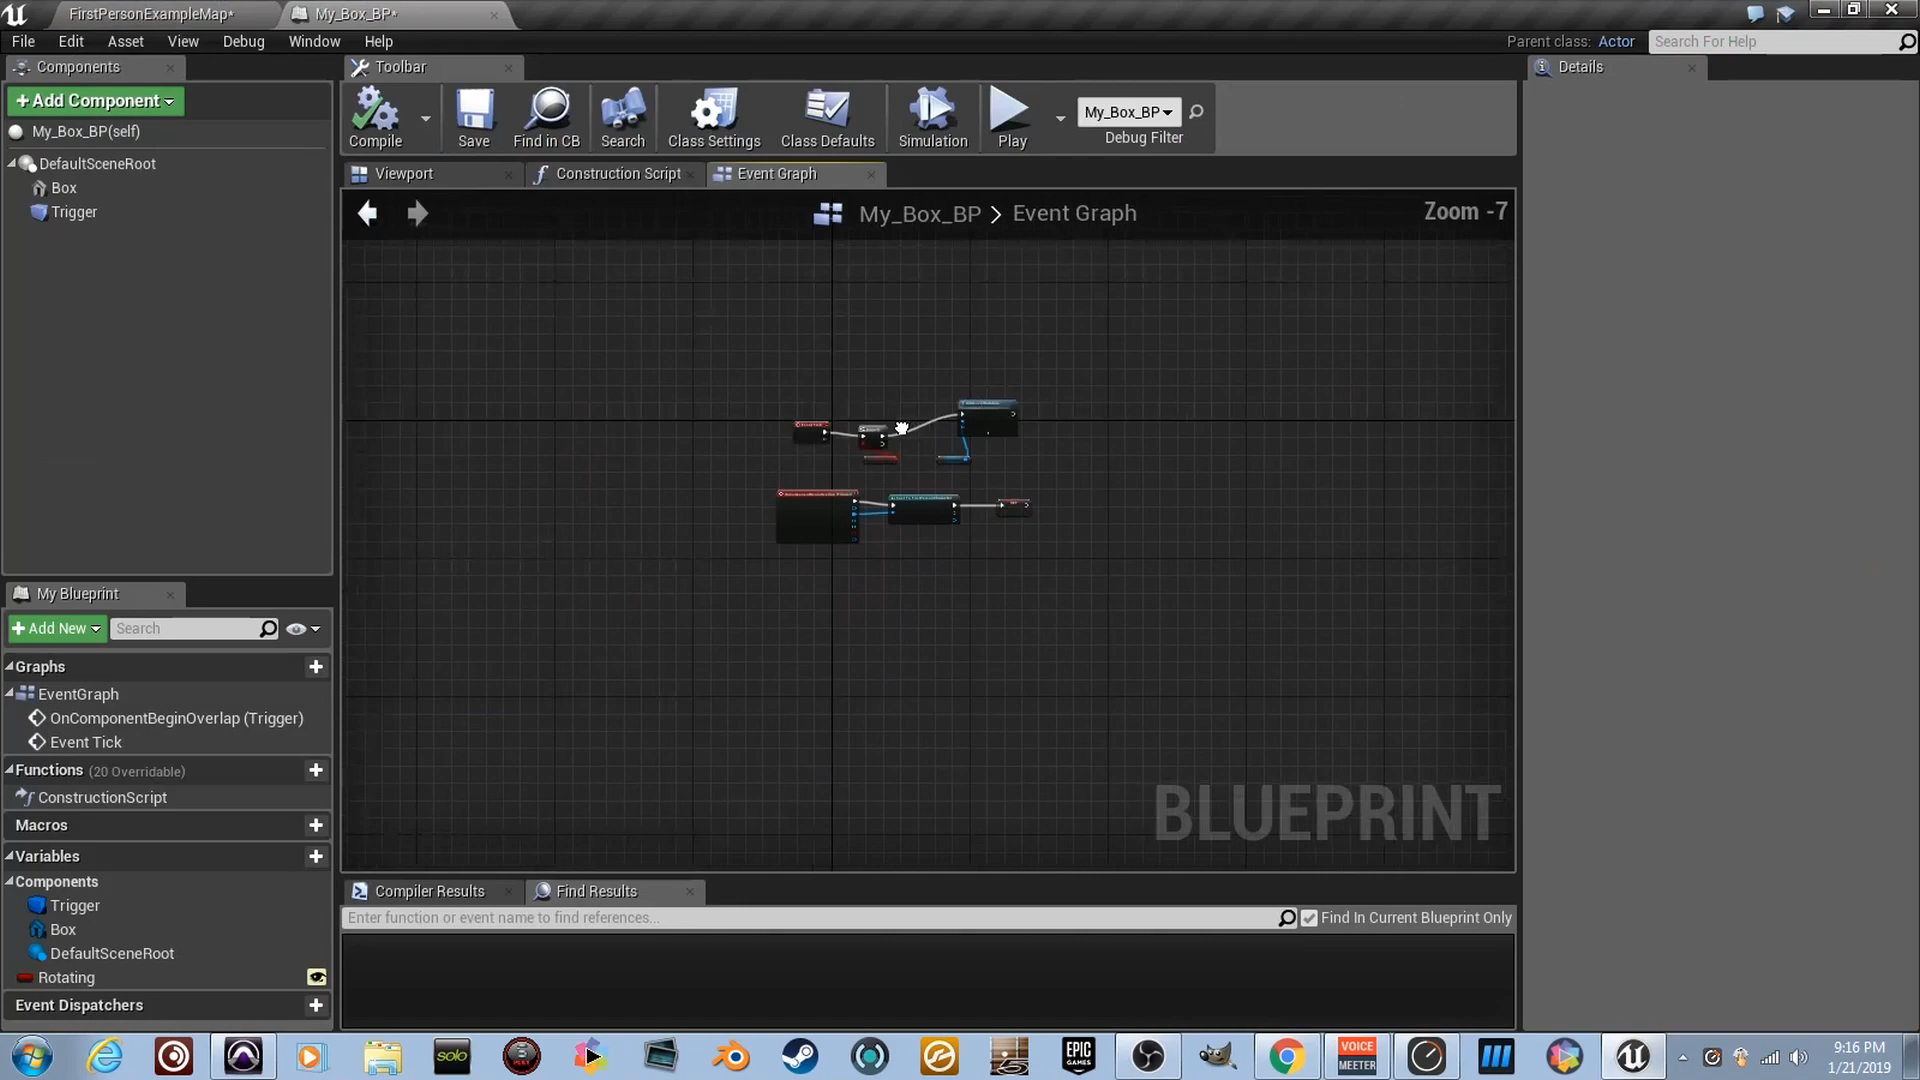 FirstPersonExampleMap*
My_Box_BP*
File Edit Asset View Debug Window Help
Parent class: Actor
Search For Help
Components
Toolbar
Details
+Add Component
Compile
Save
Find in CB
Search
Class Settings
Class Defaults
Simulation
Play
My_Box_BP
Debug Filter
My_Box_BP(self)
DefaultSceneRoot
Box
Trigger
Viewport
Construction Script
Event Graph
My_Box_BP > Event Graph
Zoom -7
BLUEPRINT
My Blueprint
+Add New
Search
Graphs
EventGraph
OnComponentBeginOverlap (Trigger)
Event Tick
Functions (20 Overridable)
ConstructionScript
Macros
Variables
Components
Trigger
Box
DefaultSceneRoot
Rotating
Event Dispatchers
Compiler Results
Find Results
Enter function or event name to find references...
Find In Current Blueprint Only
solo
EPIC
GAMES
VOICE
MEETER
9:16 PM
1/21/2019